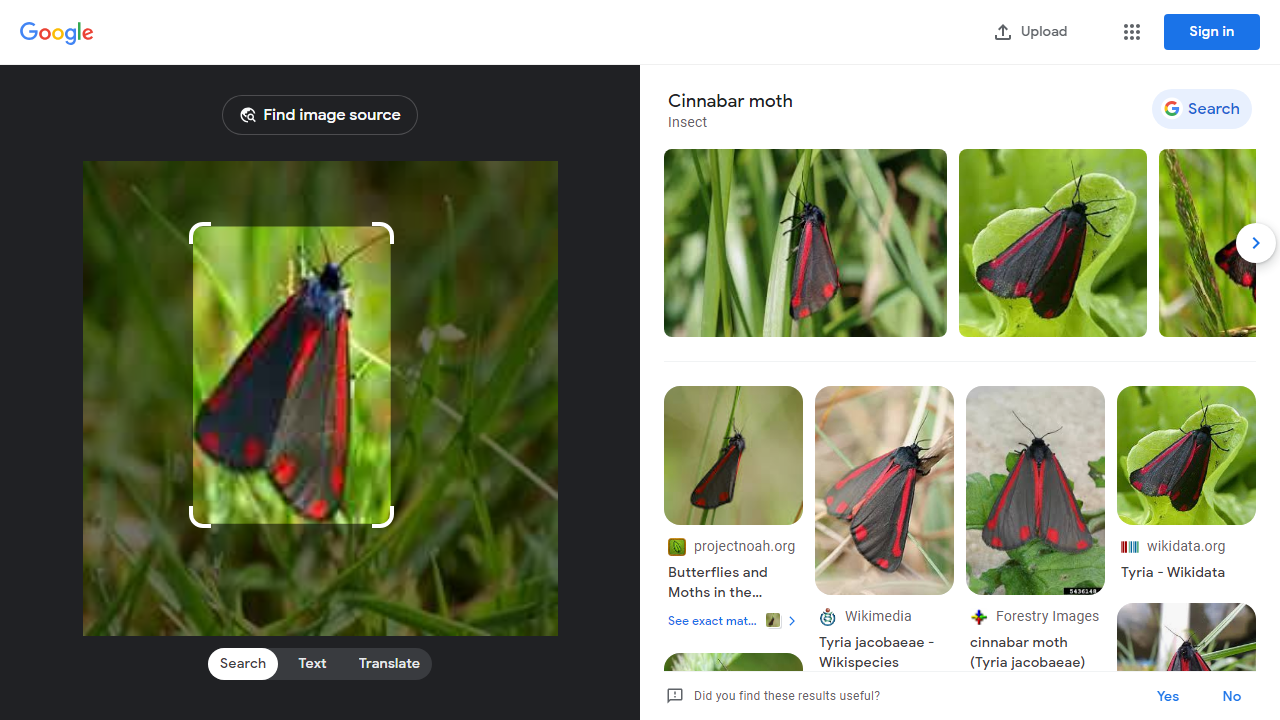 Google
Upload
Sign in
Find image source
Search
Text
Translate
Cinnabar moth
Insect
Search
projectnoah.org
Butterflies and
Moths in the...
See exact mat...
Wikimedia
Tyria jacobaeae -
Wikispecies
5436148
Forestry Images
cinnabar moth
(Tyria jacobaeae)
wikidata.org
Tyria - Wikidata
Did you find these results useful?
Yes
No